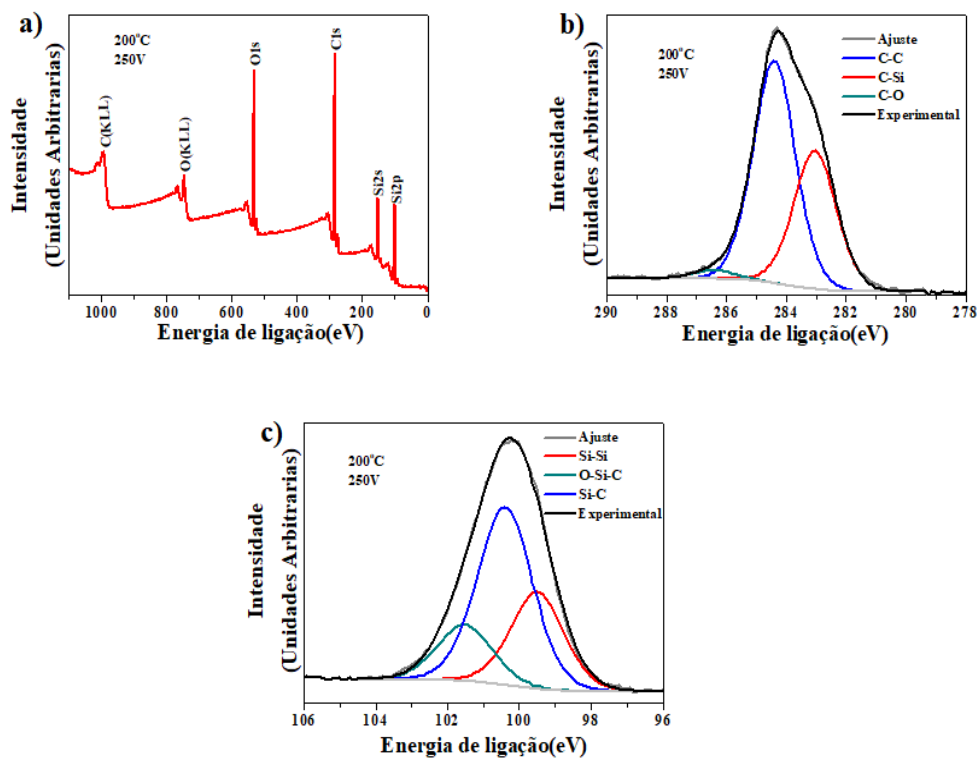 a)
200°C
250V
C(KLL)
O(KLL)
O1s
C1s
Si2s
Si2p
Intensidade
(Unidades Arbitrarias)
1000 800 600 400 200 0
Energia de ligação(eV)
b)
200°C
250V
Ajuste
C-C
C-Si
C-O
Experimental
Intensidade
(Unidades Arbitrarias)
290 288 286 284 282 280 278
Energia de ligação(eV)
c)
200°C
250V
Ajuste
Si-Si
O-Si-C
Si-C
Experimental
Intensidade
(Unidades Arbitrarias)
106 104 102 100 98 96
Energia de ligação(eV)